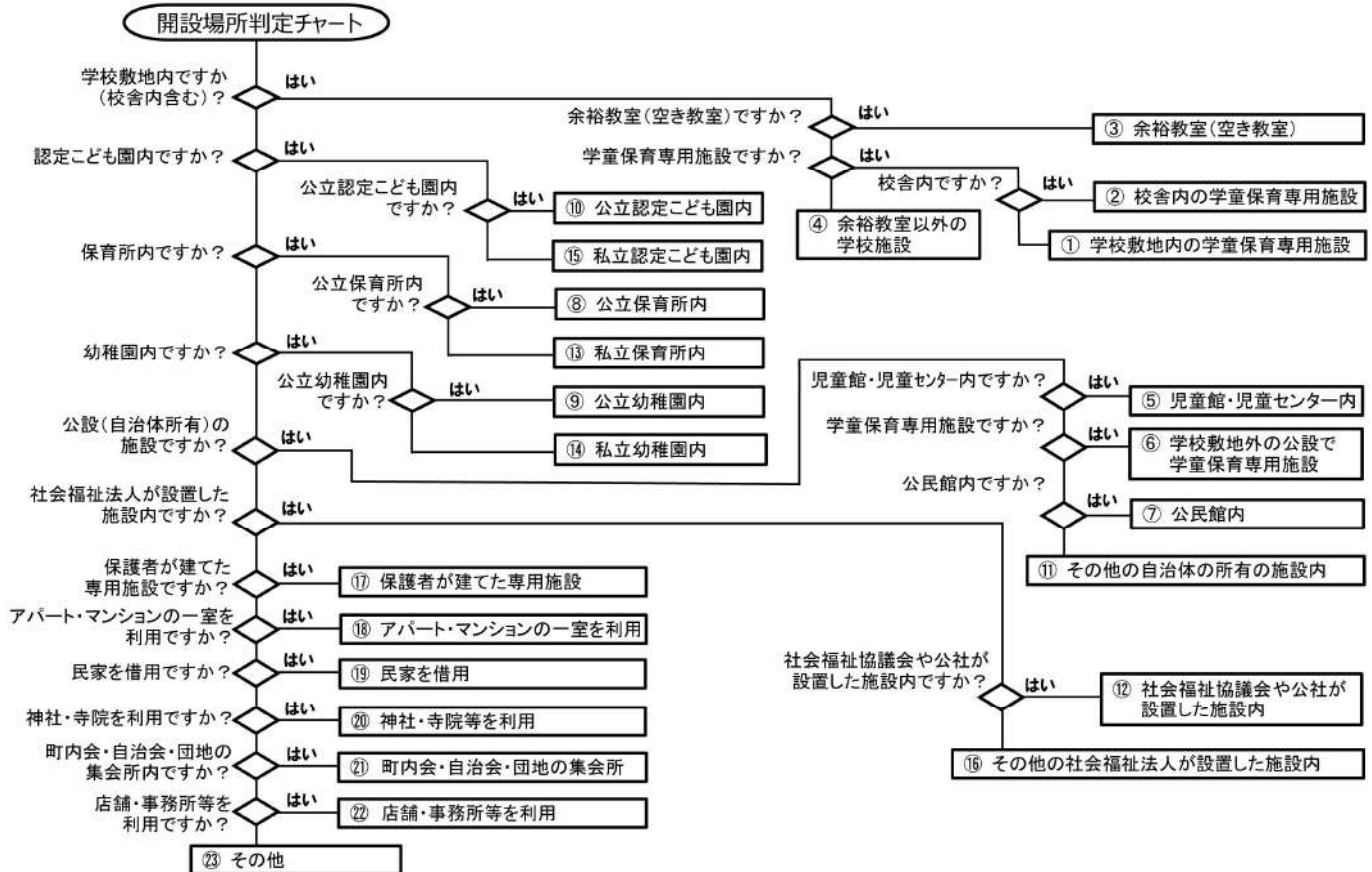 開設場所判定チャート
学校敷地内ですか
(校舎内含む)？
はい
余裕教室(空き教室)ですか？
はい
③ 余裕教室(空き教室)
学童保育専用施設ですか？
はい
校舎内ですか？
はい
② 校舎内の学童保育専用施設
① 学校敷地内の学童保育専用施設
④ 余裕教室以外の
学校施設
認定こども園内ですか？
はい
公立認定こども園内
ですか？
はい
⑩ 公立認定こども園内
⑮ 私立認定こども園内
保育所内ですか？
はい
公立保育所内
ですか？
はい
⑧ 公立保育所内
⑬ 私立保育所内
幼稚園内ですか？
はい
公立幼稚園内
ですか？
はい
⑨ 公立幼稚園内
⑭ 私立幼稚園内
公設(自治体所有)の
施設ですか？
はい
児童館・児童センター内ですか？
はい
⑤ 児童館・児童センター内
学童保育専用施設ですか？
はい
⑥ 学校敷地外の公設で
学童保育専用施設
公民館内ですか？
はい
⑦ 公民館内
⑪ その他の自治体の所有の施設内
社会福祉法人が設置した
施設内ですか？
はい
社会福祉協議会や公社が
設置した施設内ですか？
はい
⑫ 社会福祉協議会や公社が
設置した施設内
⑯ その他の社会福祉法人が設置した施設内
保護者が建てた
専用施設ですか？
はい
⑰ 保護者が建てた専用施設
アパート・マンションの一室を
利用ですか？
はい
⑱ アパート・マンションの一室を利用
民家を借用ですか？
はい
⑲ 民家を借用
神社・寺院を利用ですか？
はい
⑳ 神社・寺院等を利用
町内会・自治会・団地の
集会所内ですか？
はい
㉑ 町内会・自治会・団地の集会所
店舗・事務所等を
利用ですか？
はい
㉒ 店舗・事務所等を利用
㉓ その他